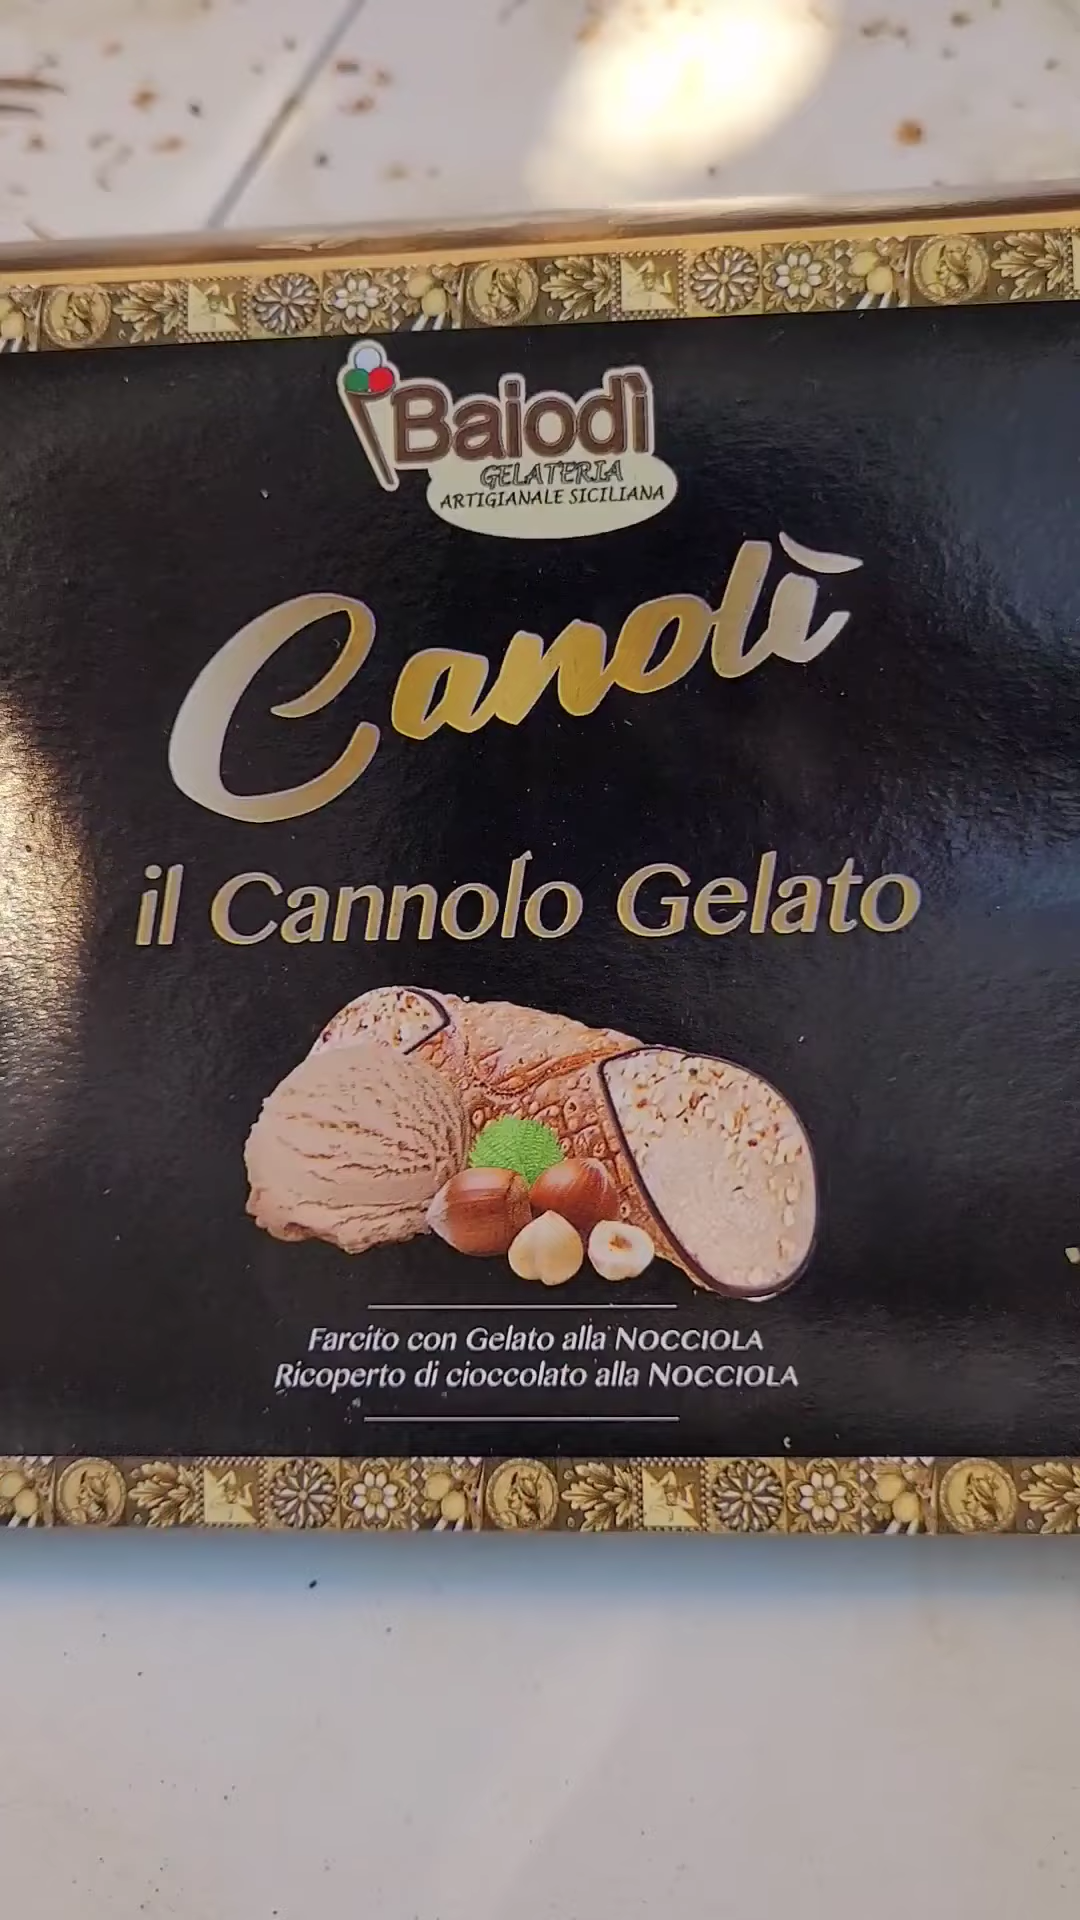 Baiodì
GELATERIA
ARTIGIANALE SICILIANA
Canolì
il Cannolo Gelato
Farcito con Gelato alla NOCCIOLA
Ricoperto di cioccolato alla NOCCIOLA